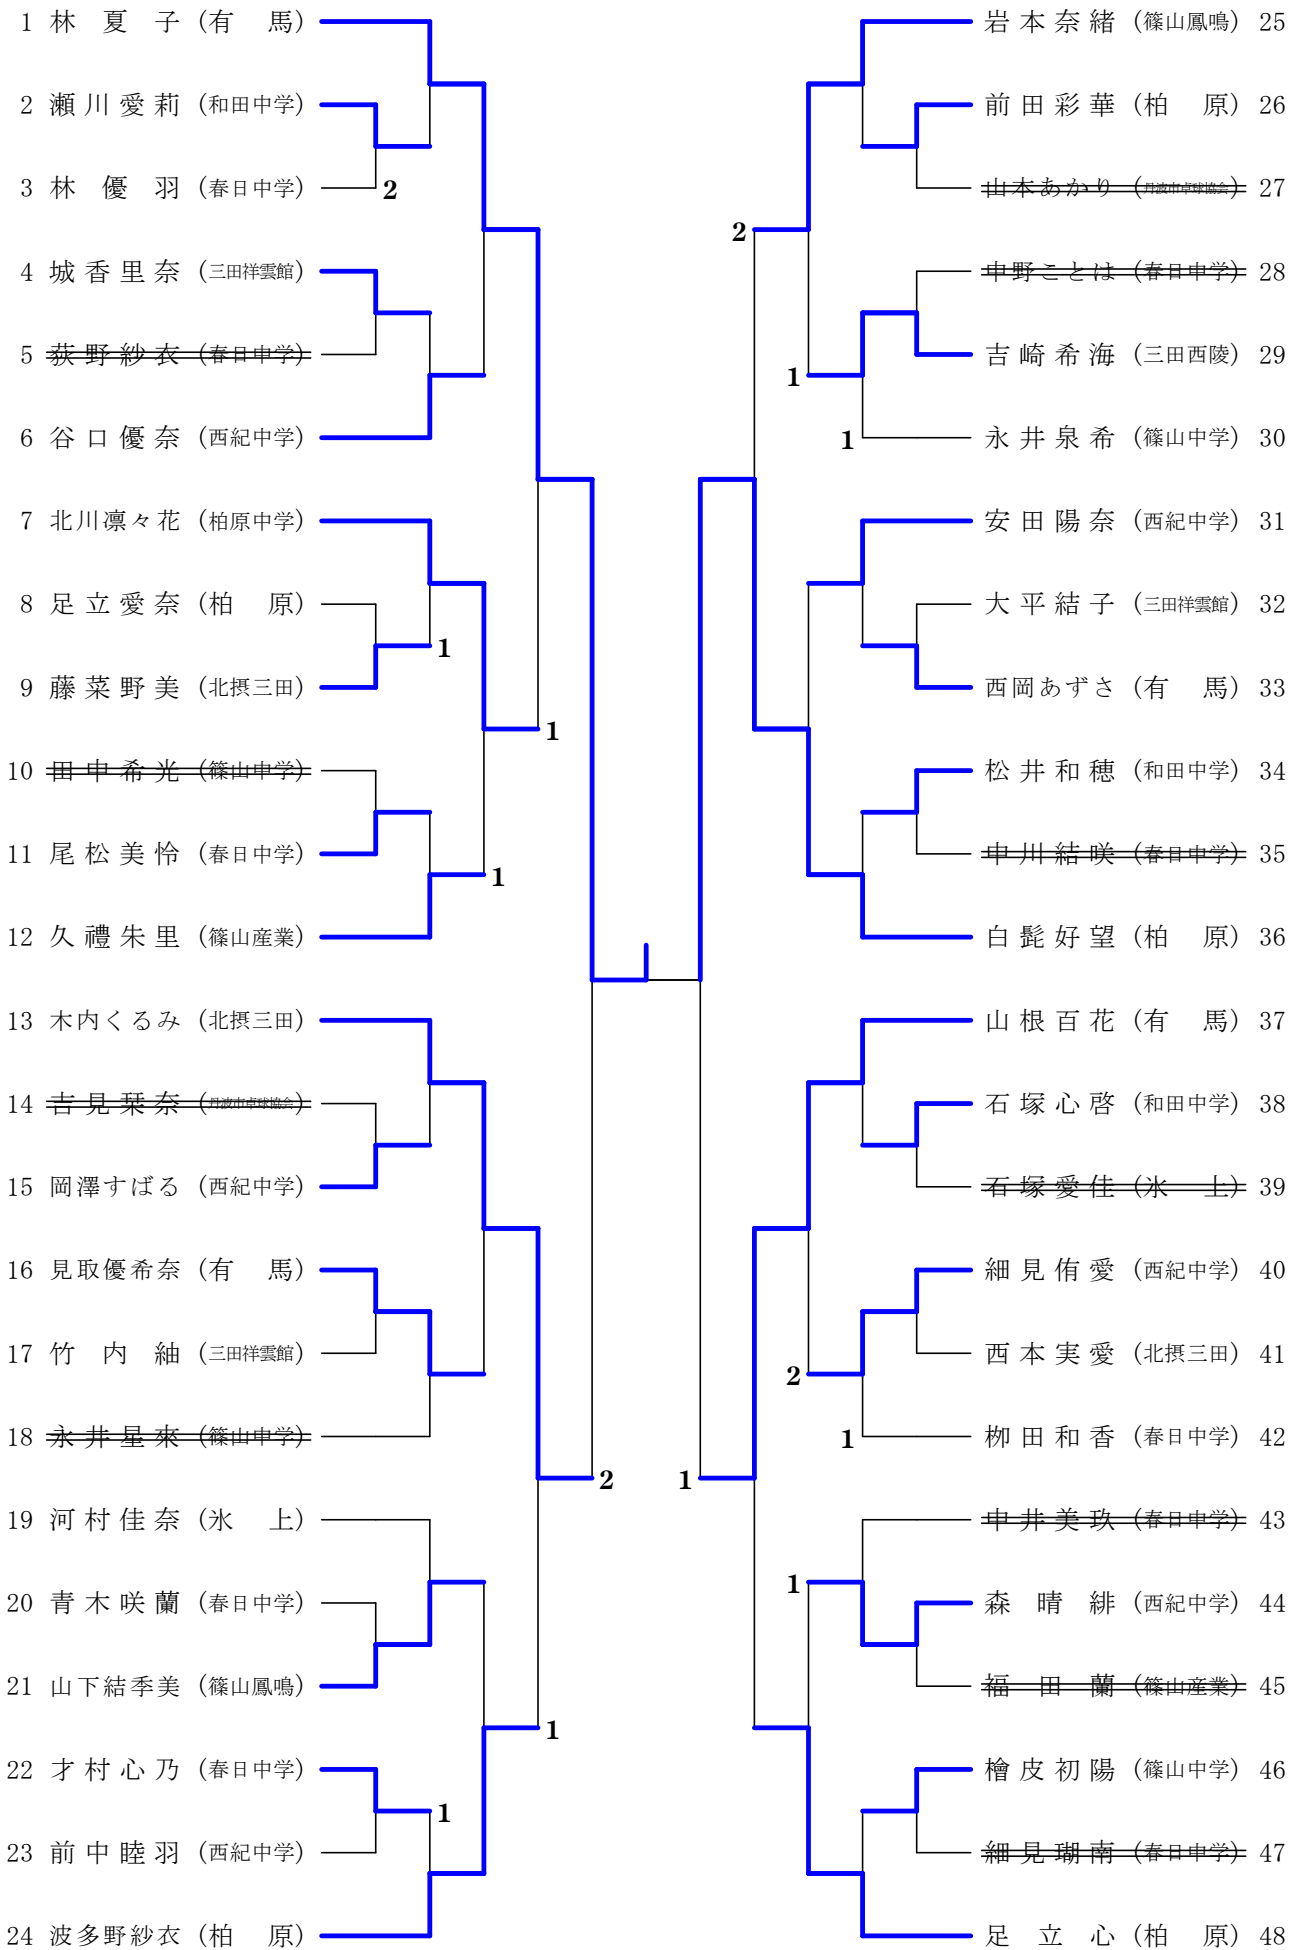 1 林 夏 子 (有 馬)
2 瀬川愛莉 (和田中学)
3 林 優 羽 (春日中学)
2
4 城香里奈 (三田祥雲館)
5 荻野紗衣 (春日中学)
6 谷口優奈 (西紀中学)
7 北川凛々花 (柏原中学)
8 足立愛奈 (柏 原)
1
9 藤菜野美 (北摂三田)
1
10 田中希光 (篠山中学)
11 尾松美怜 (春日中学)
1
12 久禮朱里 (篠山産業)
13 木内くるみ (北摂三田)
14 吉見栞奈 (丹波市卓球協会)
15 岡澤すばる (西紀中学)
16 見取優希奈 (有 馬)
17 竹 内 紬 (三田祥雲館)
18 永井星來 (篠山中学)
2
19 河村佳奈 (氷 上)
20 青木咲蘭 (春日中学)
21 山下結季美 (篠山鳳鳴)
1
22 才村心乃 (春日中学)
1
23 前中睦羽 (西紀中学)
24 波多野紗衣 (柏 原)
岩本奈緒 (篠山鳳鳴) 25
前田彩華 (柏 原) 26
山本あかり (丹波市卓球協会) 27
2
中野ことは (春日中学) 28
吉崎希海 (三田西陵) 29
1
永井泉希 (篠山中学) 30
1
安田陽奈 (西紀中学) 31
大平結子 (三田祥雲館) 32
西岡あずさ (有 馬) 33
松井和穂 (和田中学) 34
中川結咲 (春日中学) 35
白髭好望 (柏 原) 36
山根百花 (有 馬) 37
石塚心啓 (和田中学) 38
石塚愛佳 (氷 上) 39
細見侑愛 (西紀中学) 40
西本実愛 (北摂三田) 41
2
栁田和香 (春日中学) 42
1
1
中井美玖 (春日中学) 43
1
森 晴 緋 (西紀中学) 44
福 田 蘭 (篠山産業) 45
檜皮初陽 (篠山中学) 46
細見瑚南 (春日中学) 47
足 立 心 (柏 原) 48